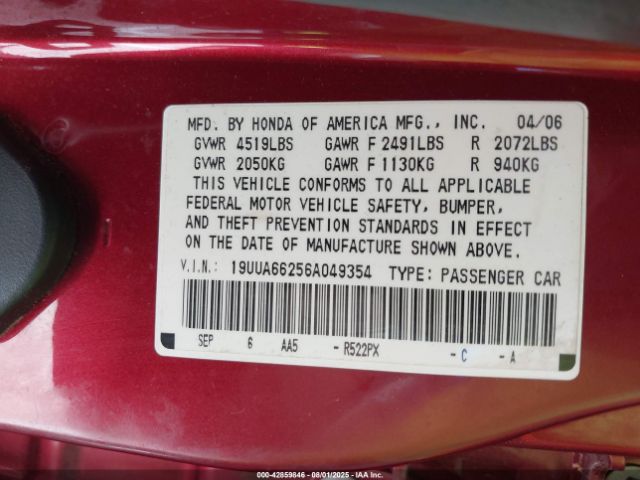 MFD. BY HONDA OF AMERICA MFG., INC. 04/06
GVWR 4519LBS GAWR F 2491LBS R 2072LBS
GVWR 2050KG GAWR F 1130KG R 940KG
THIS VEHICLE CONFORMS TO ALL APPLICABLE
FEDERAL MOTOR VEHICLE SAFETY, BUMPER,
AND THEFT PREVENTION STANDARDS IN EFFECT
ON THE DATE OF MANUFACTURE SHOWN ABOVE.
V.I.N.: 19UUA66256A049354 TYPE: PASSENGER CAR
SEP 6 AA5 - R522PX - C - A
000-42859846 - 08/01/2025 - IAA Inc.